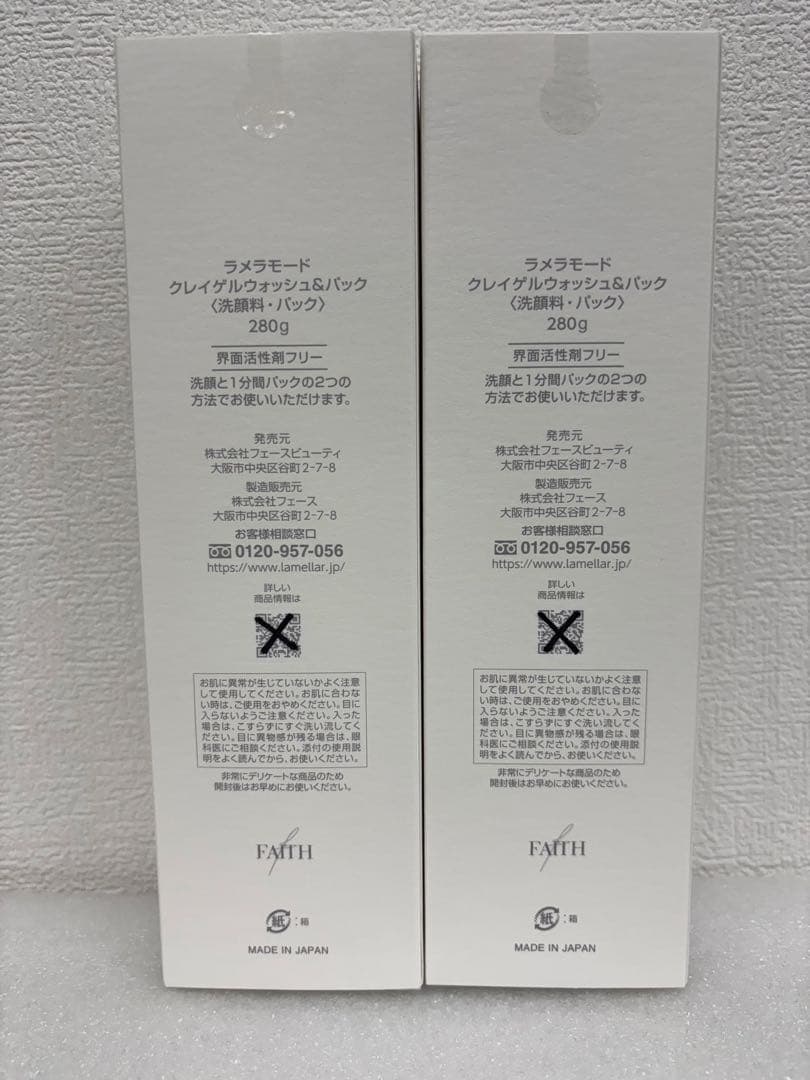 ラメラモード
クレイゲルウォッシュ&パック
〈洗顔料・パック〉
280g
界面活性剤フリー
洗顔と1分間パックの2つの
方法でお使いいただけます。
発売元
株式会社フェースビューティ
大阪市中央区谷町2-7-8
製造販売元
株式会社フェース
大阪市中央区谷町2-7-8
お客様相談窓口
0120-957-056
https://www.lamellar.jp/
詳しい
商品情報は
お肌に異常が生じていないかよく注意
して使用してください。お肌に合わな
い時は、ご使用をおやめください。目に
入らないようご注意ください。入った
場合は、こすらずにすぐ洗い流してく
ださい。目に異物感が残る場合は、眼
科医にご相談ください。添付の使用説
明をよく読んでから、お使いください。
非常にデリケートな商品のため
開封後はお早めにお使いください。
FAITH
紙:箱
MADE IN JAPAN
ラメラモード
クレイゲルウォッシュ&パック
〈洗顔料・パック〉
280g
界面活性剤フリー
洗顔と1分間パックの2つの
方法でお使いいただけます。
発売元
株式会社フェースビューティ
大阪市中央区谷町2-7-8
製造販売元
株式会社フェース
大阪市中央区谷町2-7-8
お客様相談窓口
0120-957-056
https://www.lamellar.jp/
詳しい
商品情報は
お肌に異常が生じていないかよく注意
して使用してください。お肌に合わな
い時は、ご使用をおやめください。目に
入らないようご注意ください。入った
場合は、こすらずにすぐ洗い流してく
ださい。目に異物感が残る場合は、眼
科医にご相談ください。添付の使用説
明をよく読んでから、お使いください。
非常にデリケートな商品のため
開封後はお早めにお使いください。
FAITH
紙:箱
MADE IN JAPAN